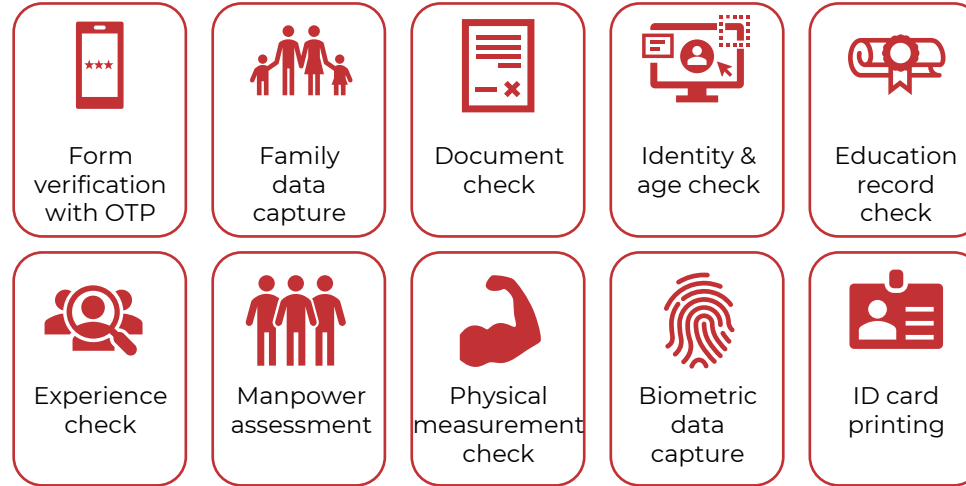 Form
verification
with OTP
Family
data
capture
Document
check
Identity &
age check
Education
record
check
Experience
check
Manpower
assessment
Physical
measurement
check
Biometric
data
capture
ID card
printing